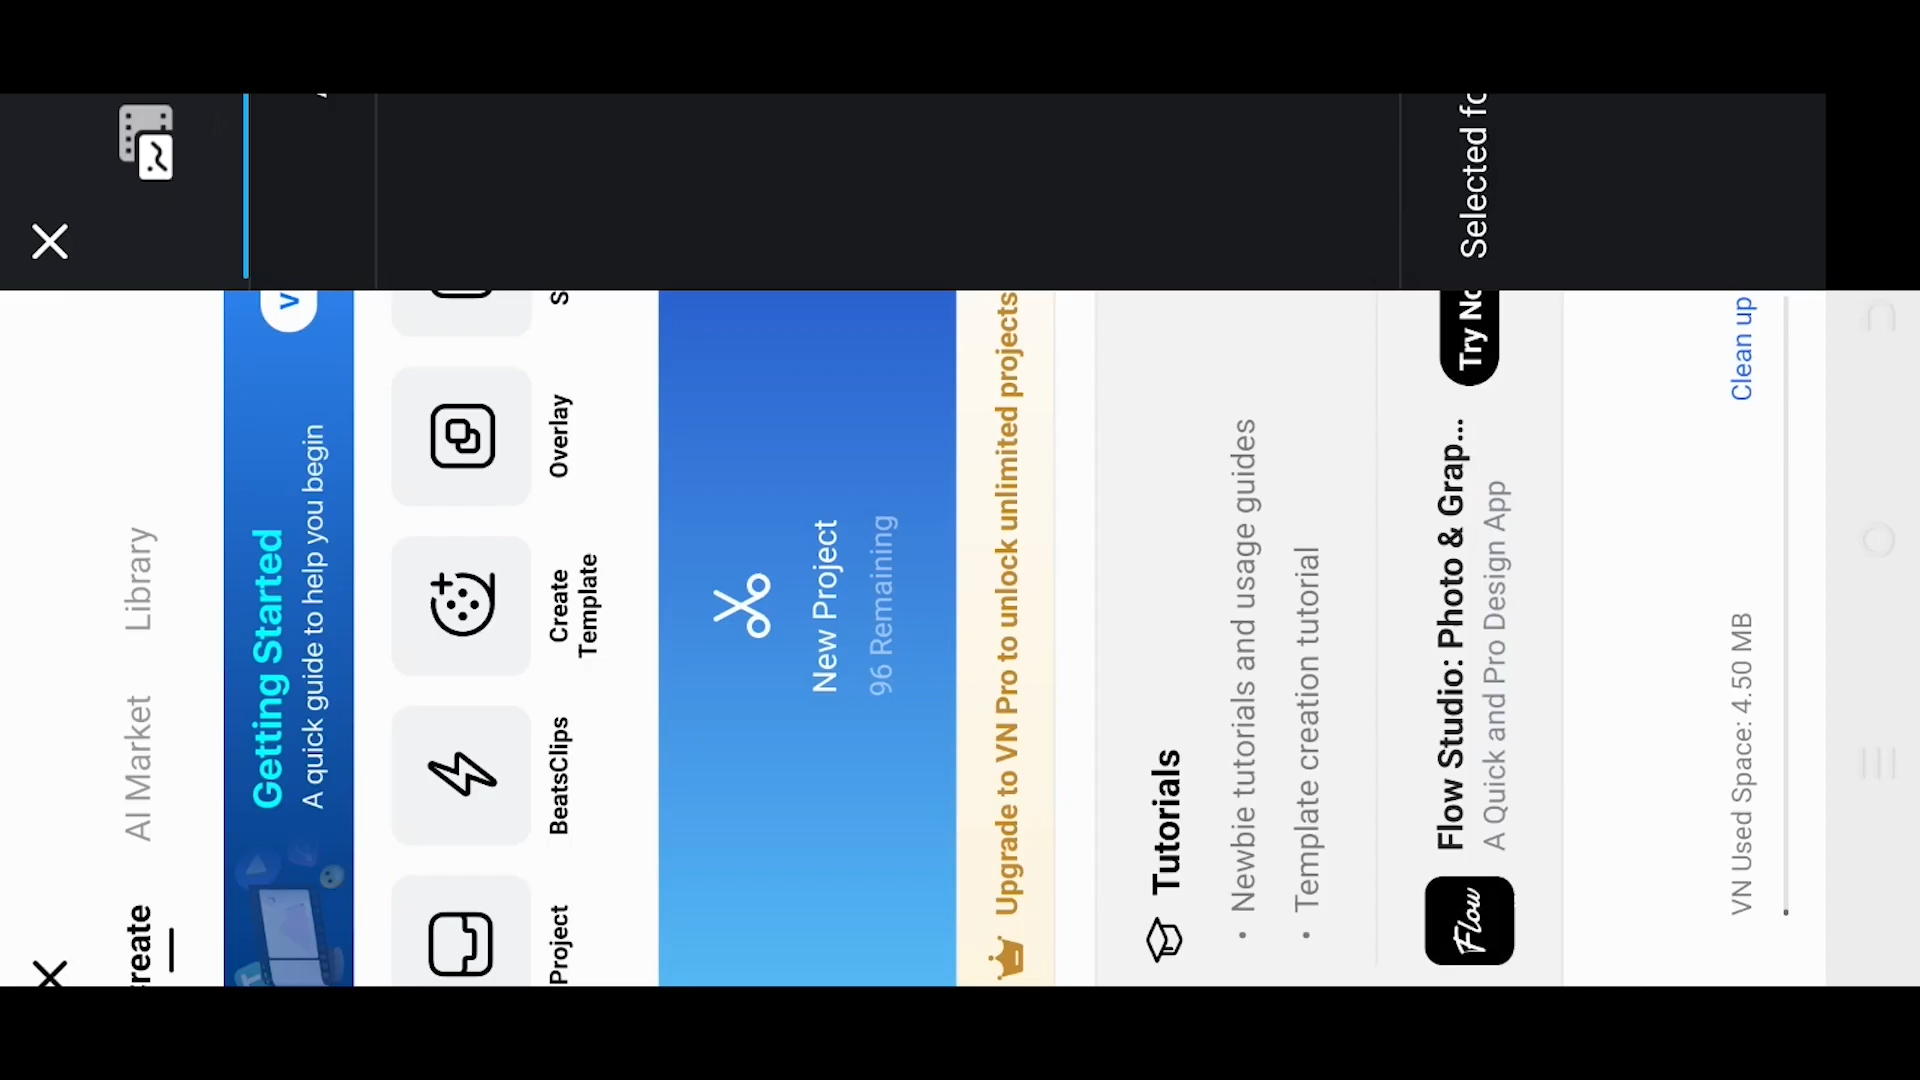 Create
AI Market
Library
Getting Started
A quick guide to help you begin
V
Project
BeatsClips
Create
Template
Overlay
S
New Project
96 Remaining
Upgrade to VN Pro to unlock unlimited projects
Tutorials
• Newbie tutorials and usage guides
• Template creation tutorial
Flow
Flow Studio: Photo & Grap...
A Quick and Pro Design App
Try No
VN Used Space: 4.50 MB
Clean up
Selected fo